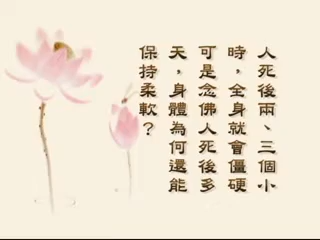 人死後兩、三個小
時，全身就會僵硬
可是念佛人死後多
天，身體為何還能
保持柔軟？